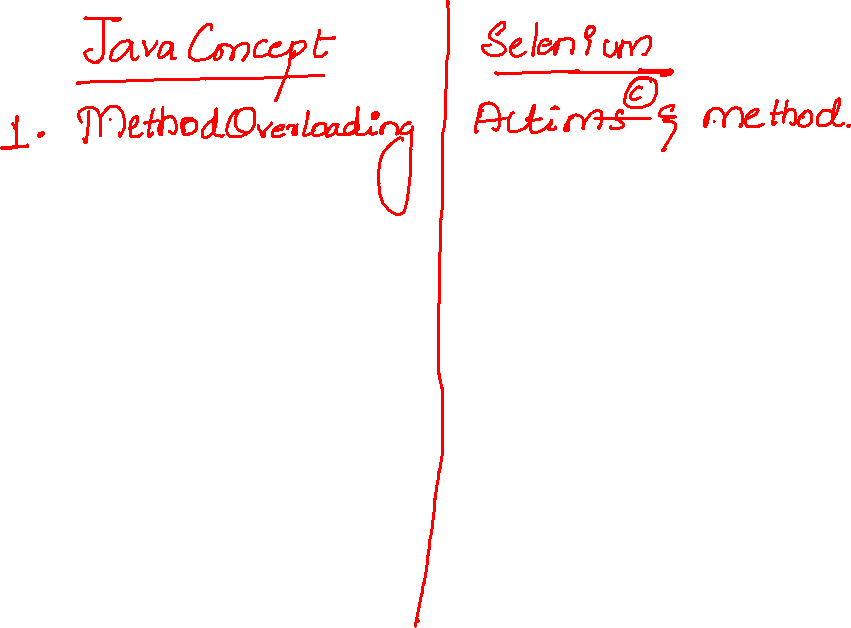 Java Concept
Selenium
1. Method Overloading
Actions © & method.